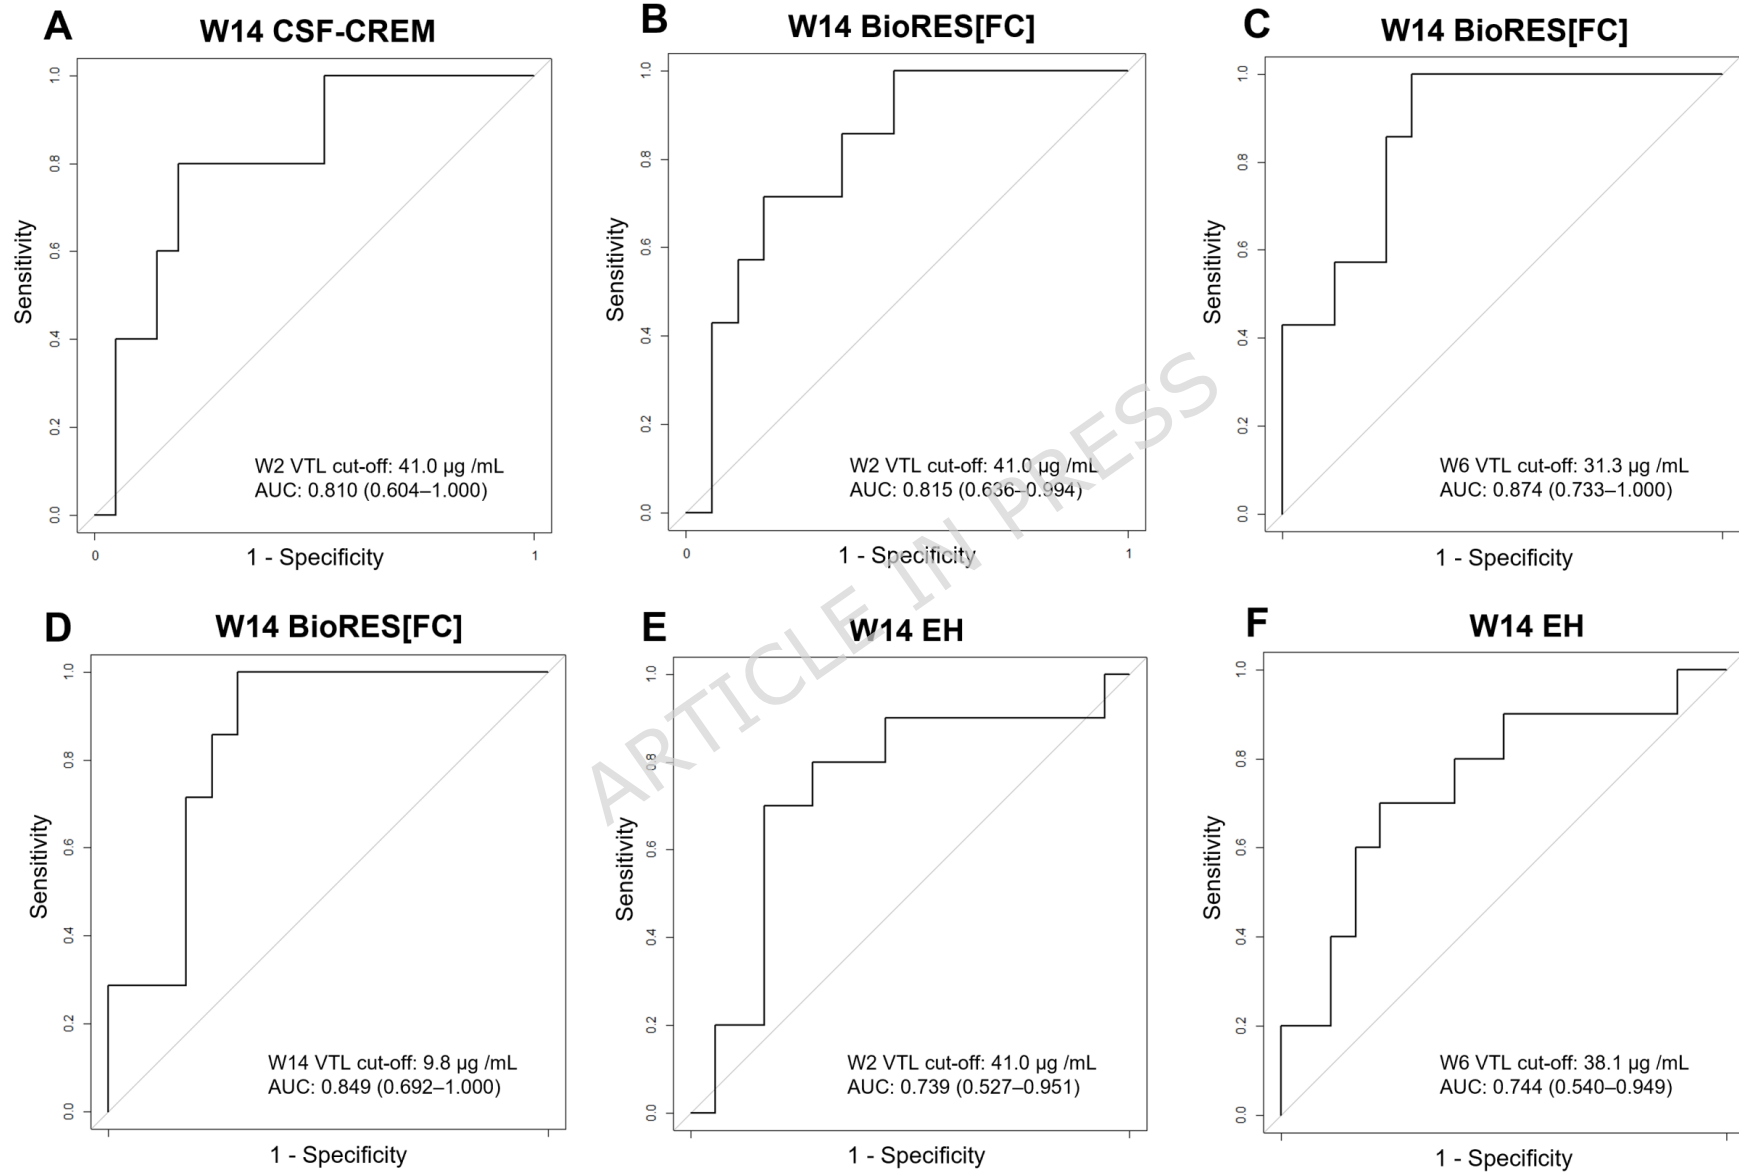 A
W14 CSF-CREM
1.0
0.8
0.6
0.4
0.2
0.0
Sensitivity
W2 VTL cut-off: 41.0 µg /mL
AUC: 0.810 (0.604–1.000)
0
1
1 - Specificity
B
W14 BioRES[FC]
1.0
0.8
0.6
0.4
0.2
0.0
Sensitivity
W2 VTL cut-off: 41.0 µg /mL
AUC: 0.815 (0.636–0.994)
0
1
1 - Specificity
C
W14 BioRES[FC]
1.0
0.8
0.6
0.4
0.2
0.0
Sensitivity
W6 VTL cut-off: 31.3 µg /mL
AUC: 0.874 (0.733–1.000)
1 - Specificity
ARTICLE IN PRESS
D
W14 BioRES[FC]
1.0
0.8
0.6
0.4
0.2
0.0
Sensitivity
W14 VTL cut-off: 9.8 µg /mL
AUC: 0.849 (0.692–1.000)
1 - Specificity
E
W14 EH
1.0
0.8
0.6
0.4
0.2
0.0
Sensitivity
W2 VTL cut-off: 41.0 µg /mL
AUC: 0.739 (0.527–0.951)
1 - Specificity
F
W14 EH
1.0
0.8
0.6
0.4
0.2
0.0
Sensitivity
W6 VTL cut-off: 38.1 µg /mL
AUC: 0.744 (0.540–0.949)
1 - Specificity